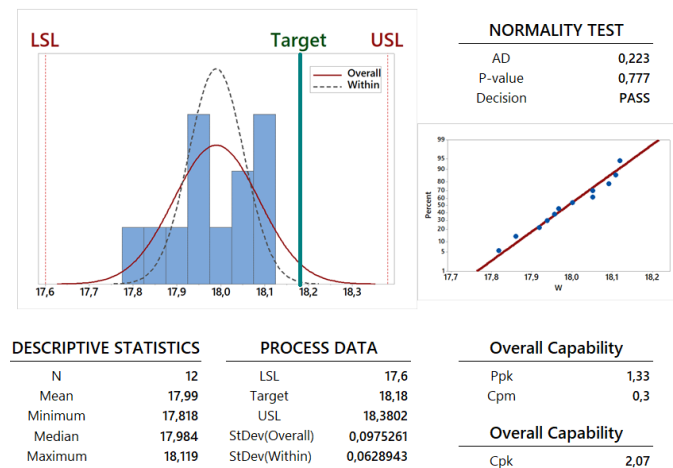 LSL Target USL
Overall
Within
17,6 17,7 17,8 17,9 18,0 18,1 18,2 18,3
NORMALITY TEST
AD 0,223
P-value 0,777
Decision PASS
99
95
90
80
70
60
50
40
30
20
10
5
1
Percent
17,7 17,8 17,9 18,0 18,1 18,2
W
DESCRIPTIVE STATISTICS
N 12
Mean 17,99
Minimum 17,818
Median 17,984
Maximum 18,119
PROCESS DATA
LSL 17,6
Target 18,18
USL 18,3802
StDev(Overall) 0,0975261
StDev(Within) 0,0628943
Overall Capability
Ppk 1,33
Cpm 0,3
Overall Capability
Cpk 2,07